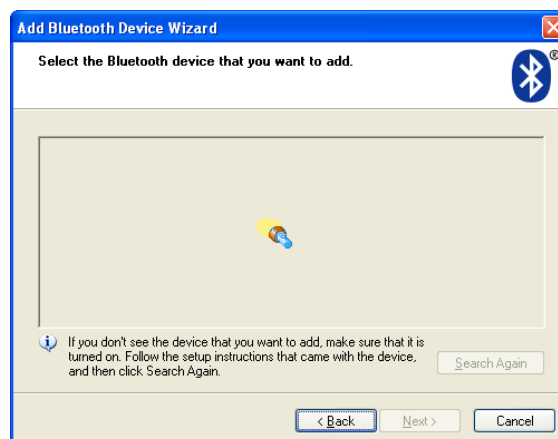 Add Bluetooth Device Wizard
Select the Bluetooth device that you want to add.
®
If you don't see the device that you want to add, make sure that it is
turned on. Follow the setup instructions that came with the device,
and then click Search Again.
Search Again
< Back
Next >
Cancel